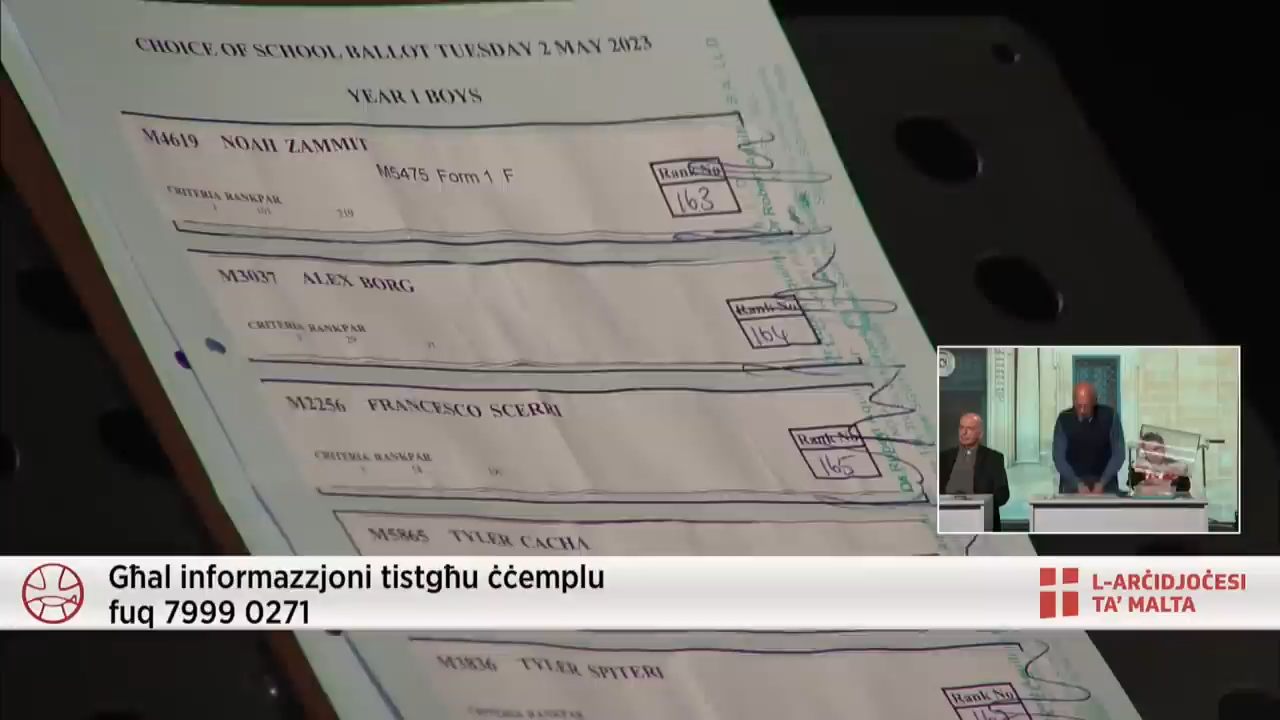 CHOICE OF SCHOOL BALLOT TUESDAY 2 MAY 2023
YEAR 1 BOYS
M4619 NOAH ZAMMIT
M5475 Form 1 F
Rank No
163
CRITERIA RANKPAR
M3037 ALEX BORG
Rank No
164
CRITERIA RANKPAR
M2256 FRANCESCO SCERRI
Rank No
165
CRITERIA RANKPAR
M5865 TYLER CACHA
Għal informazzjoni tistgħu ċċemplu
fuq 7999 0271
L-ARĊIDJOĊESI
TA' MALTA
M3836 TYLER SPITERI
Rank No
CRITERIA RANKPAR